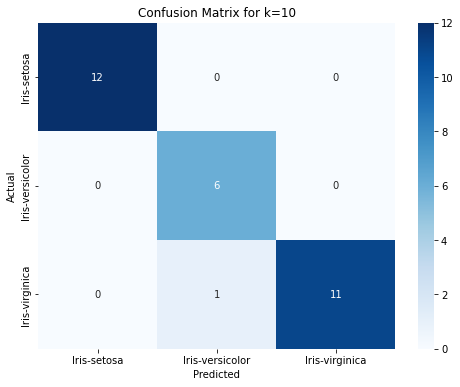 Confusion Matrix for k=10
Actual
Iris-setosa
Iris-versicolor
Iris-virginica
12 0 0
0 6 0
0 1 11
Iris-setosa Iris-versicolor Iris-virginica
Predicted
12
10
8
6
4
2
0